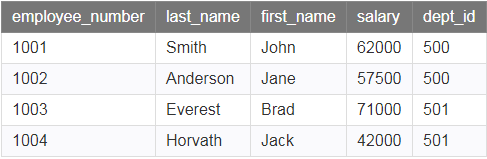 employee_number last_name first_name salary dept_id
1001 Smith John 62000 500
1002 Anderson Jane 57500 500
1003 Everest Brad 71000 501
1004 Horvath Jack 42000 501